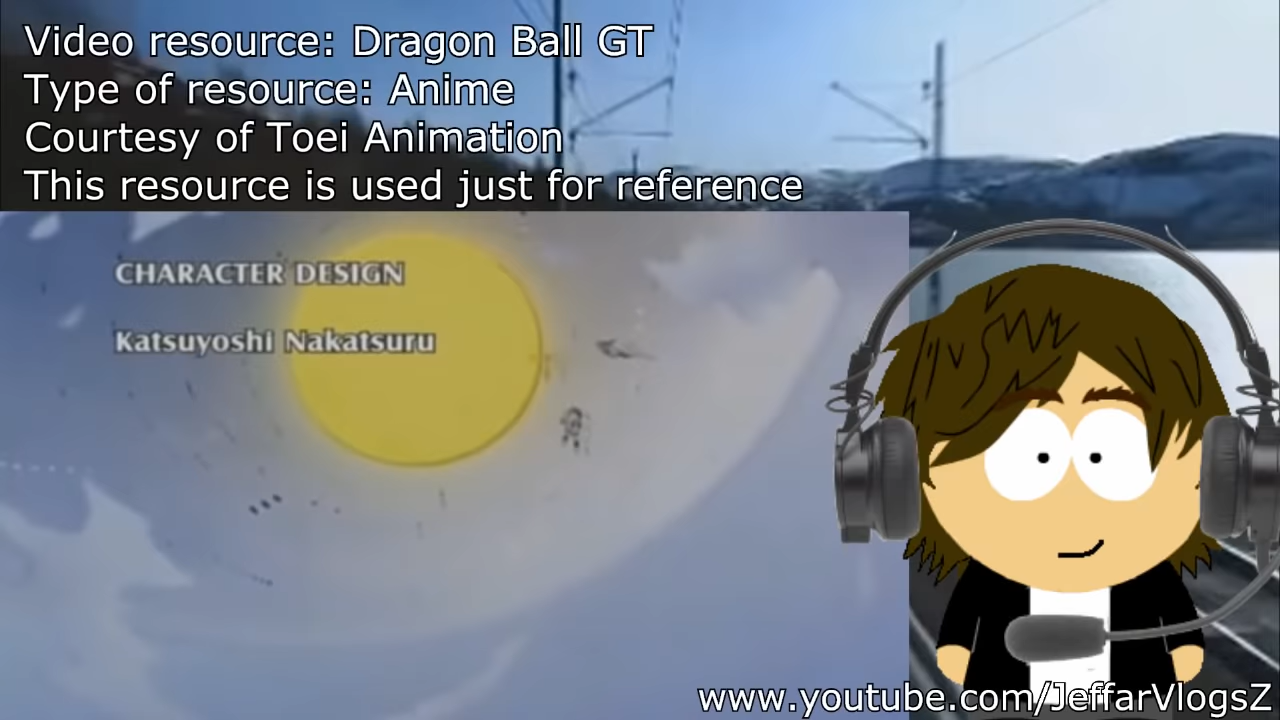 Video resource: Dragon Ball GT
Type of resource: Anime
Courtesy of Toei Animation
This resource is used just for reference
CHARACTER DESIGN
Katsuyoshi Nakatsuru
www.youtube.com/JeffarVlogsZ